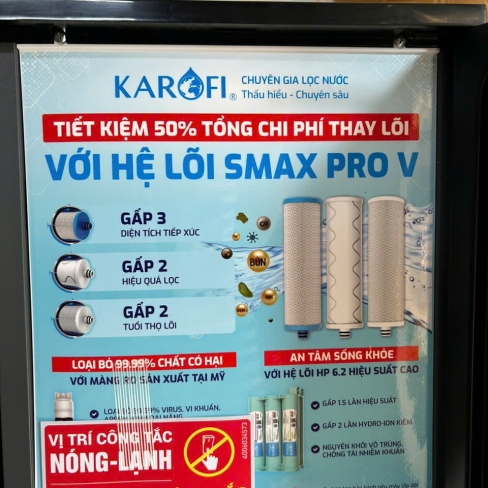 KAROFI®
CHUYÊN GIA LỌC NƯỚC
Thấu hiểu - Chuyên sâu
TIẾT KIỆM 50% TỔNG CHI PHÍ THAY LÕI
VỚI HỆ LÕI SMAX PRO V
GẤP 3
DIỆN TÍCH TIẾP XÚC
GẤP 2
HIỆU QUẢ LỌC
GẤP 2
TUỔI THỌ LÕI
BÙN
LOẠI BỎ 99.99% CHẤT CÓ HẠI
VỚI MÀNG RO SẢN XUẤT TẠI MỸ
AN TÂM SỐNG KHỎE
VỚI HỆ LÕI HP 6.2 HIỆU SUẤT CAO
GẤP 1.5 LẦN HIỆU SUẤT
GẤP 2 LẦN HYDRO-ION KIỀM
NGUYÊN KHỐI VÔ TRÙNG,
CHỐNG TÁI NHIỄM KHUẨN
VIRUS, VI KHUẨN,
VỊ TRÍ CÔNG TẮC
NÓNG-LẠNH